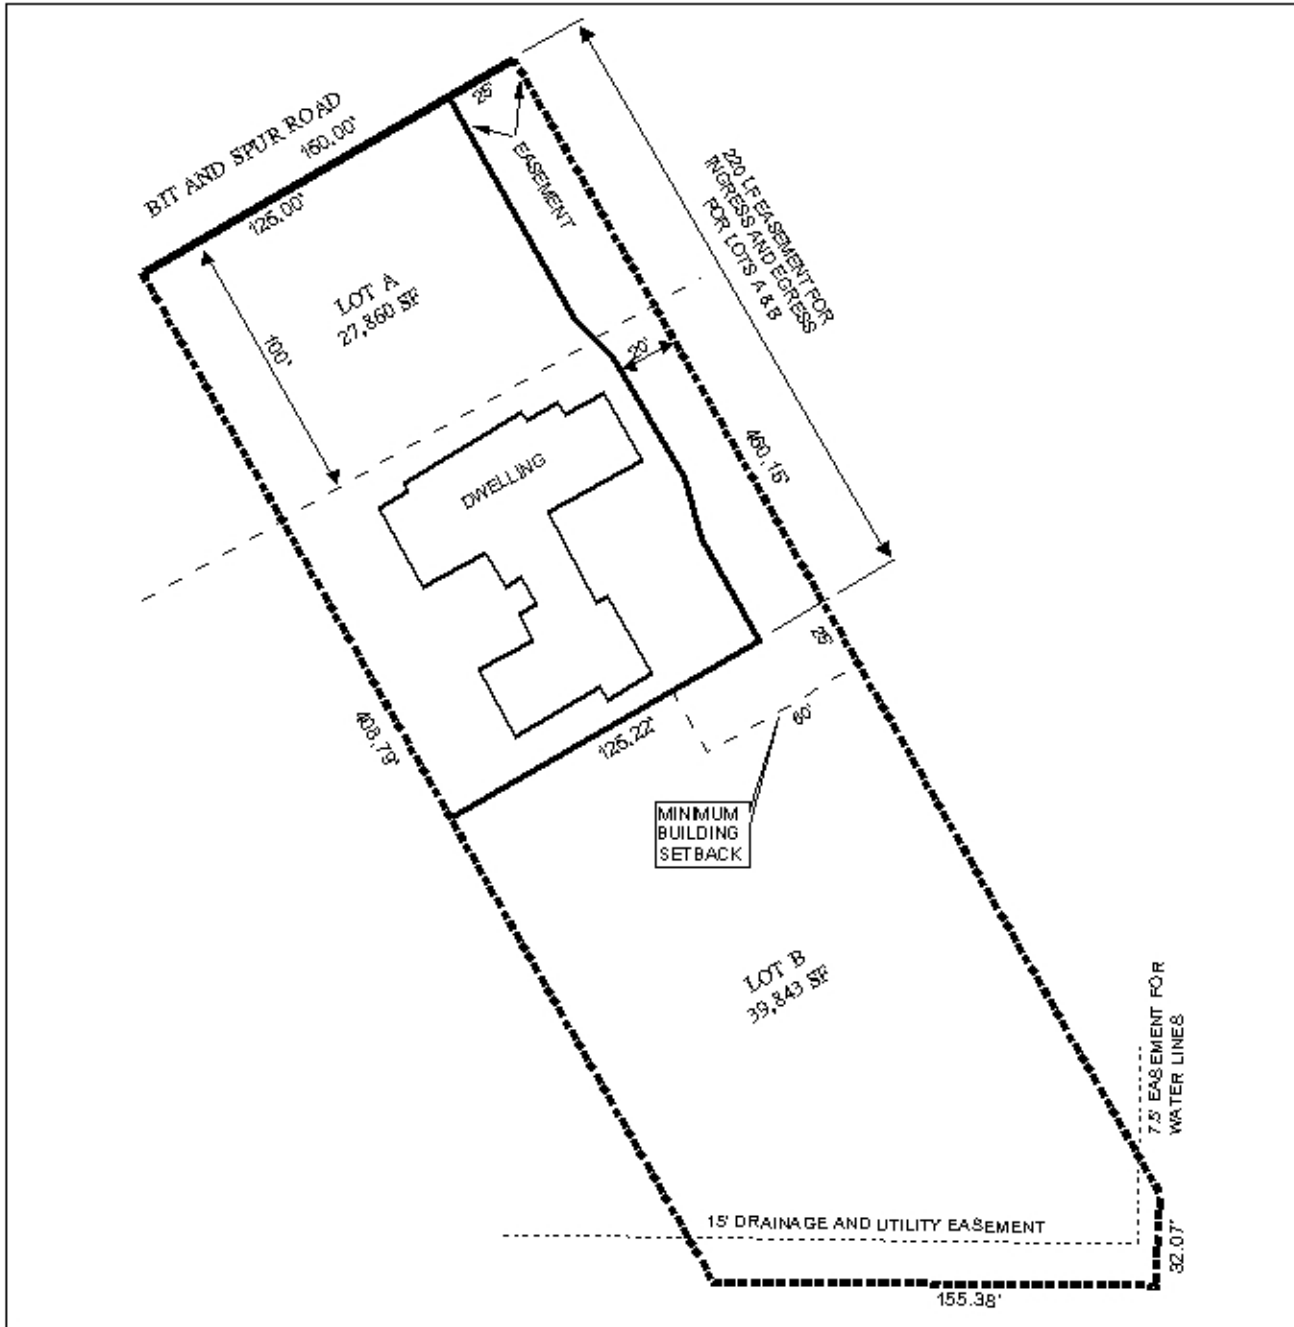 BIT AND SPUR ROAD
150.00'
25'
125.00'
EASEMENT
220 LF EASEMENT FOR
INGRESS AND EGRESS
FOR LOTS A & B
LOT A
27,860 SF
100'
20'
DWELLING
460.16'
25'
408.79'
125.22'
60'
MINIMUM
BUILDING
SETBACK
LOT B
39,843 SF
7.5' EASEMENT FOR
WATER LINES
15' DRAINAGE AND UTILITY EASEMENT
32.07'
155.38'